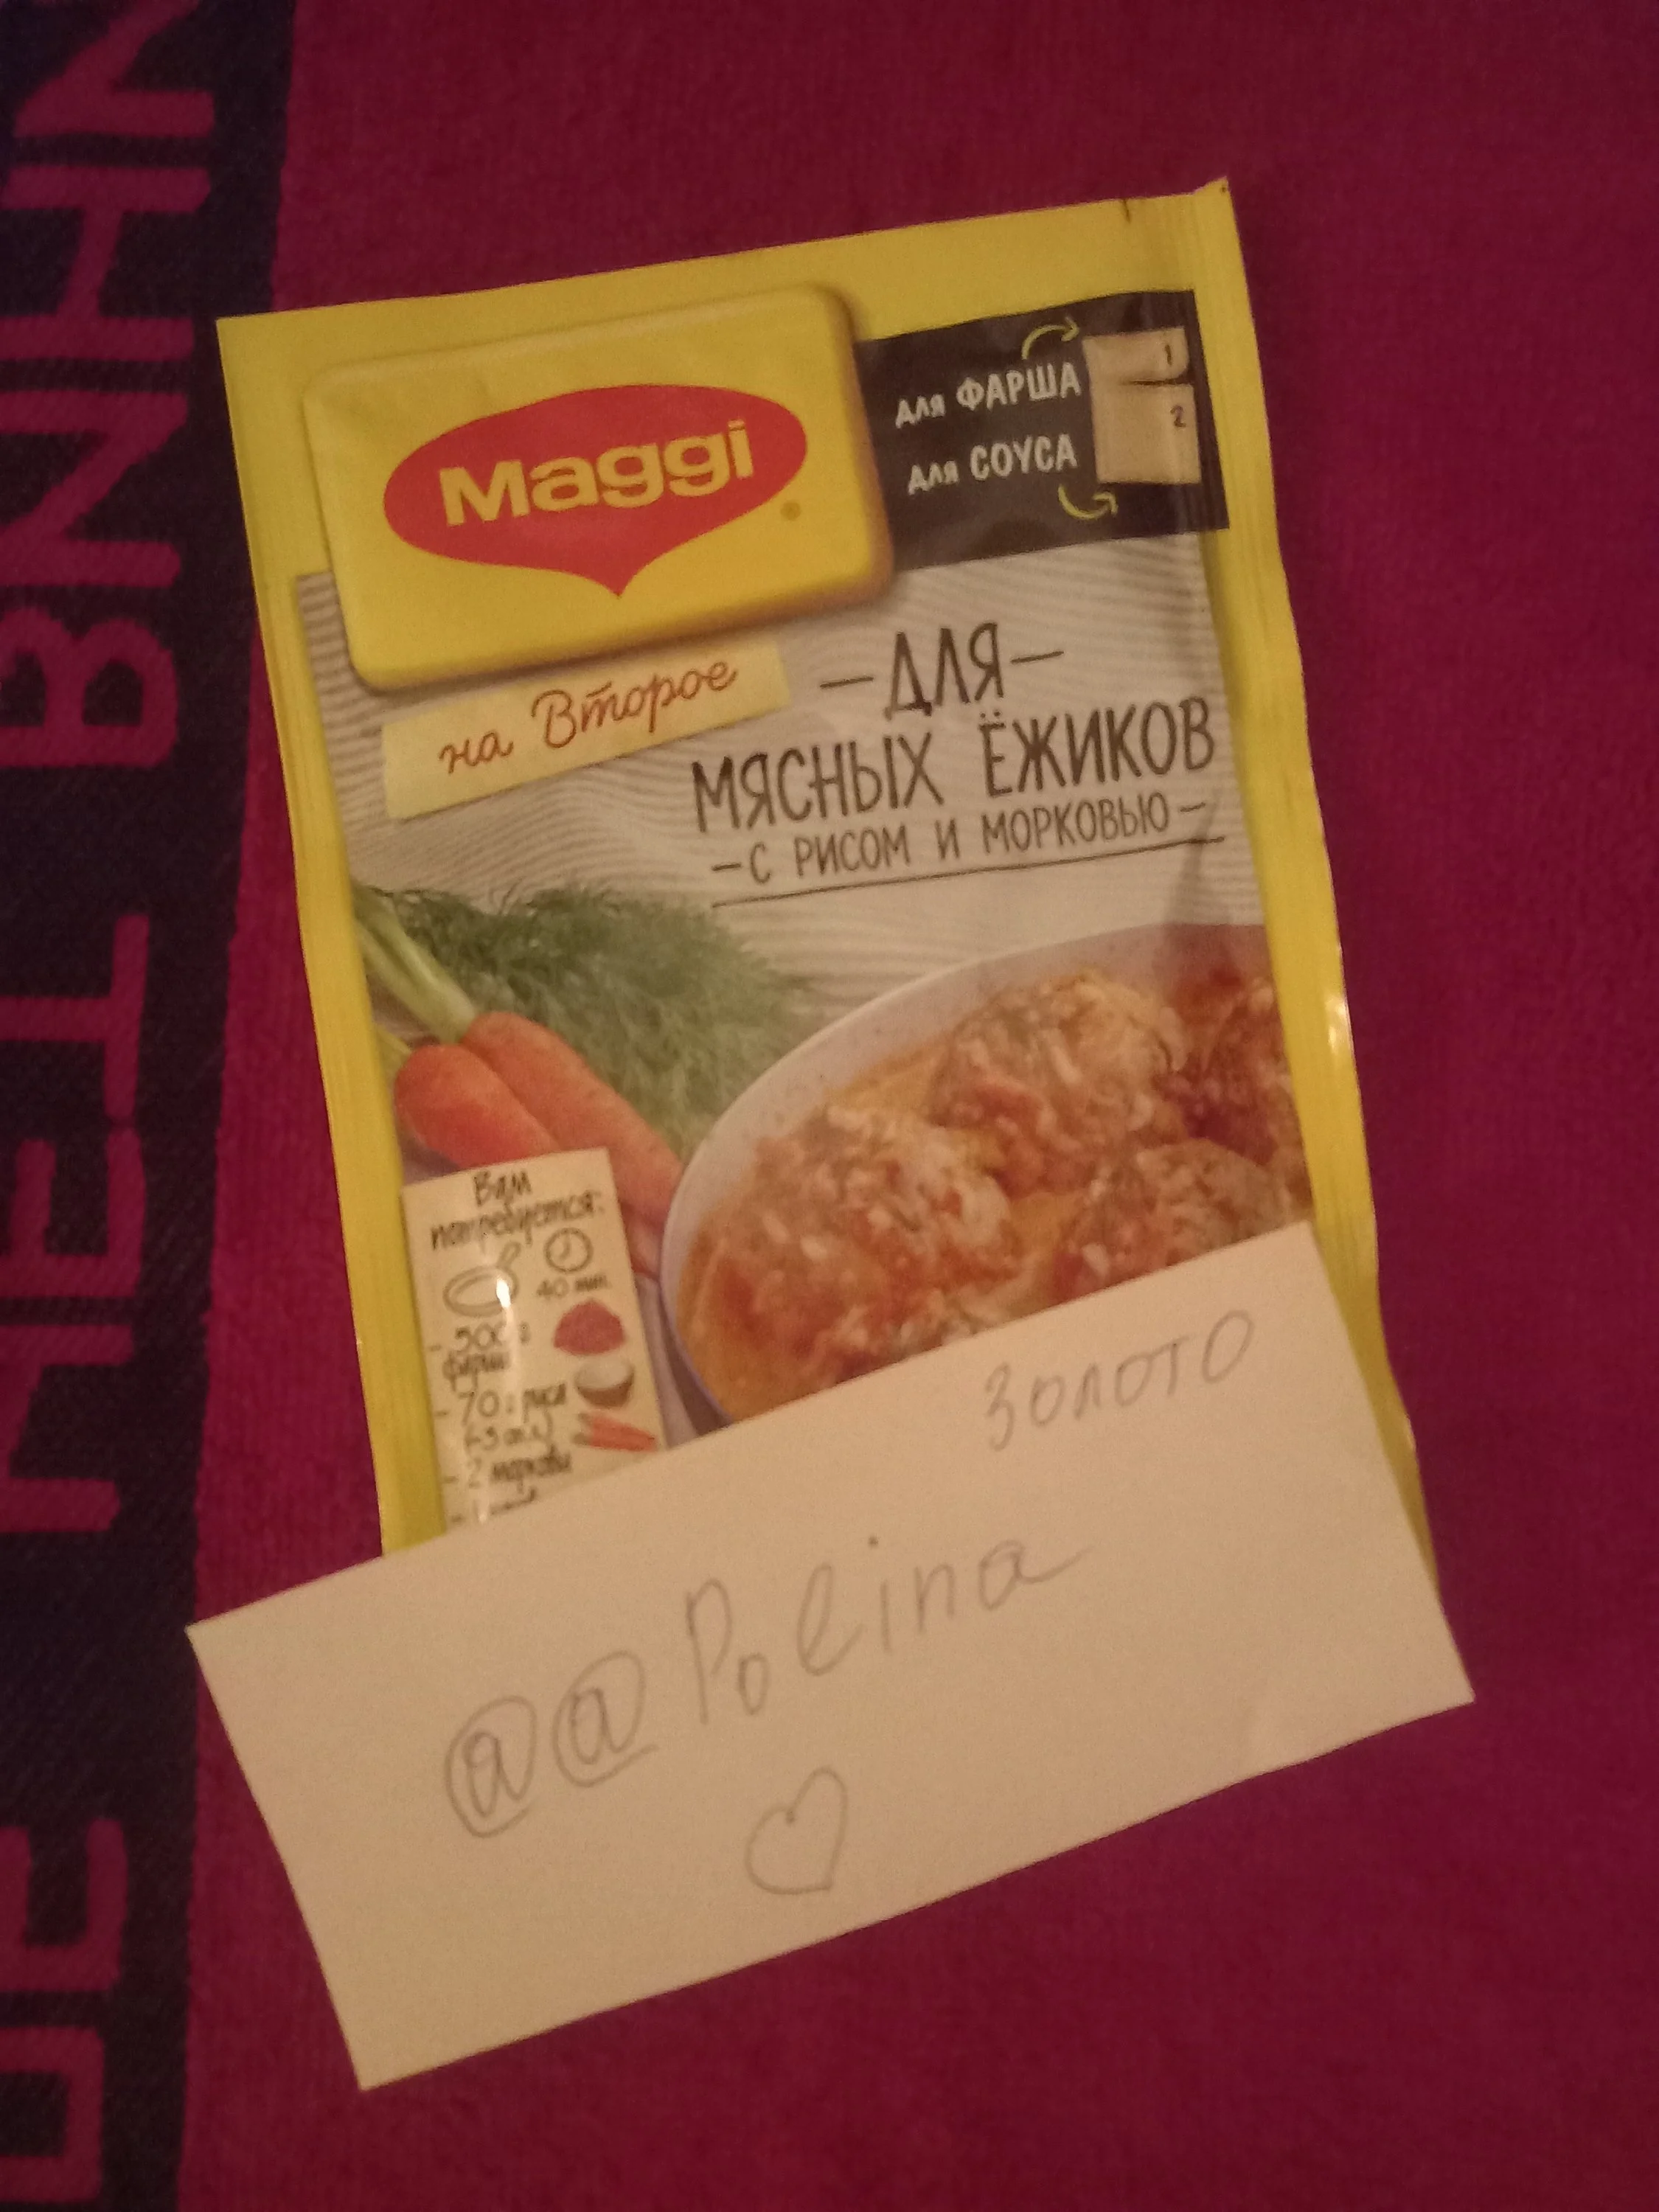 Maggi
для ФАРША
для СОУСА
1
2
на Второе
—ДЛЯ—
МЯСНЫХ ЁЖИКОВ
—С РИСОМ И МОРКОВЬЮ—
Вам
потребуется:
40 мин.
- 500 г
фарша
- 70 г риса
- 2 моркови
золото
@@Polina